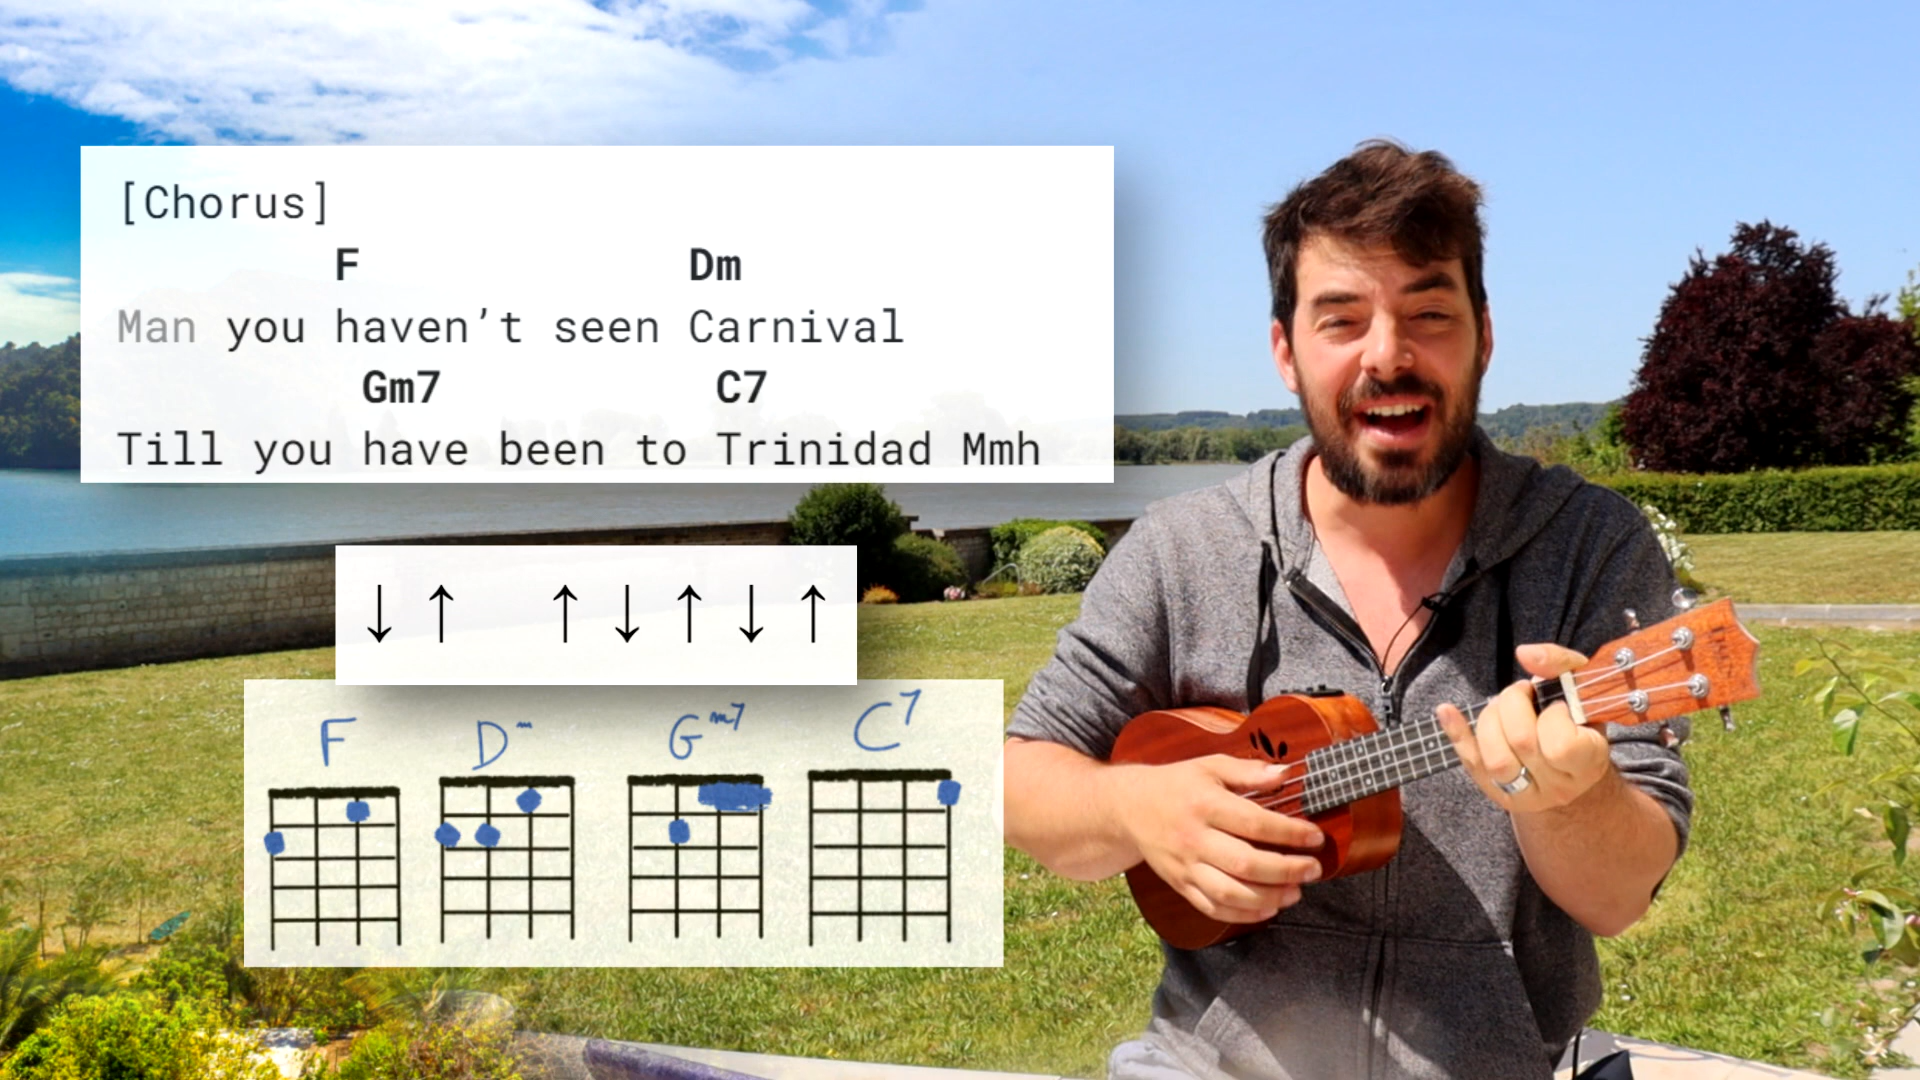 [Chorus]
F Dm
Man you haven't seen Carnival
Gm7 C7
Till you have been to Trinidad Mmh
↓ ↑ ↑ ↓ ↑ ↓ ↑
F Dm Gm7 C7